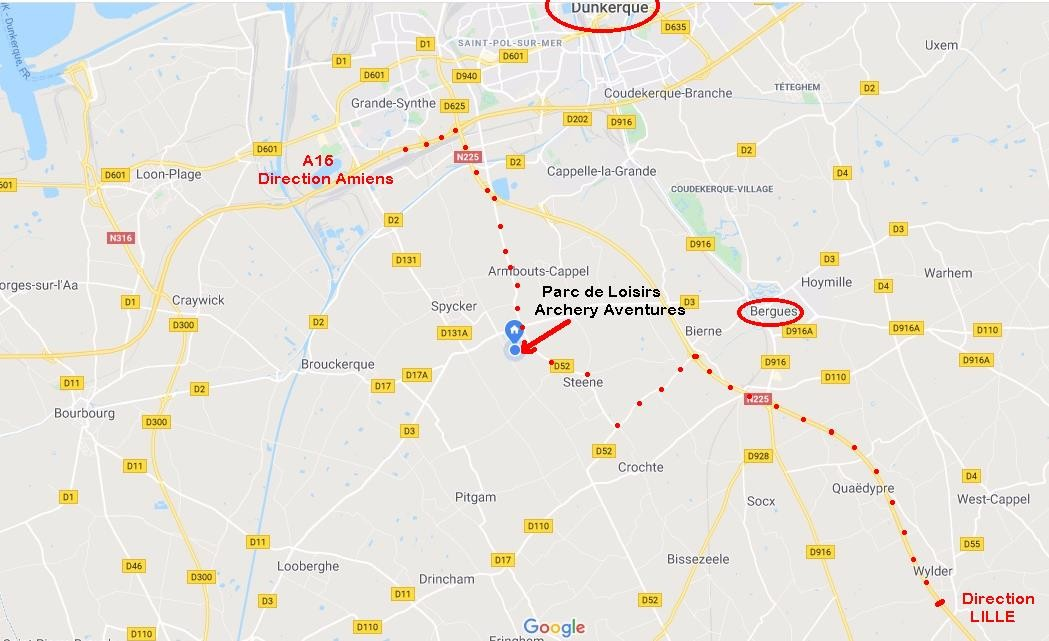 Dunkerque
D635
D1
SAINT-POL-SUR-MER
D601
Uxem
D1
D601
D940
Coudekerque-Branche
TÉTEGHEM
D2
Grande-Synthe
D625
D202
D916
D601
N225
D2
D2
A16
Direction Amiens
Cappelle-la-Grande
D4
D601
Loon-Plage
COUDEKERQUE-VILLAGE
D2
D3
N316
D916
D131
D3
Armbouts-Cappel
Warhem
Hoymille
D4
Craywick
D1
Spycker
Parc de Loisirs
Archery Aventures
D3
Bergues
D300
D2
D131A
Bierne
D916A
D916A
D110
Brouckerque
D52
D916
D916A
D11
D2
D17
D17A
Steene
D110
Bourbourg
N225
D300
D3
D52
D11
Crochte
D928
D4
Quaëdypre
D1
Pitgam
Socx
West-Cappel
D110
D11
D916
D55
D46
D300
Looberghe
D17
Bissezeele
Wylder
Drincham
D3
D11
D52
Direction
LILLE
D110
D110
Google